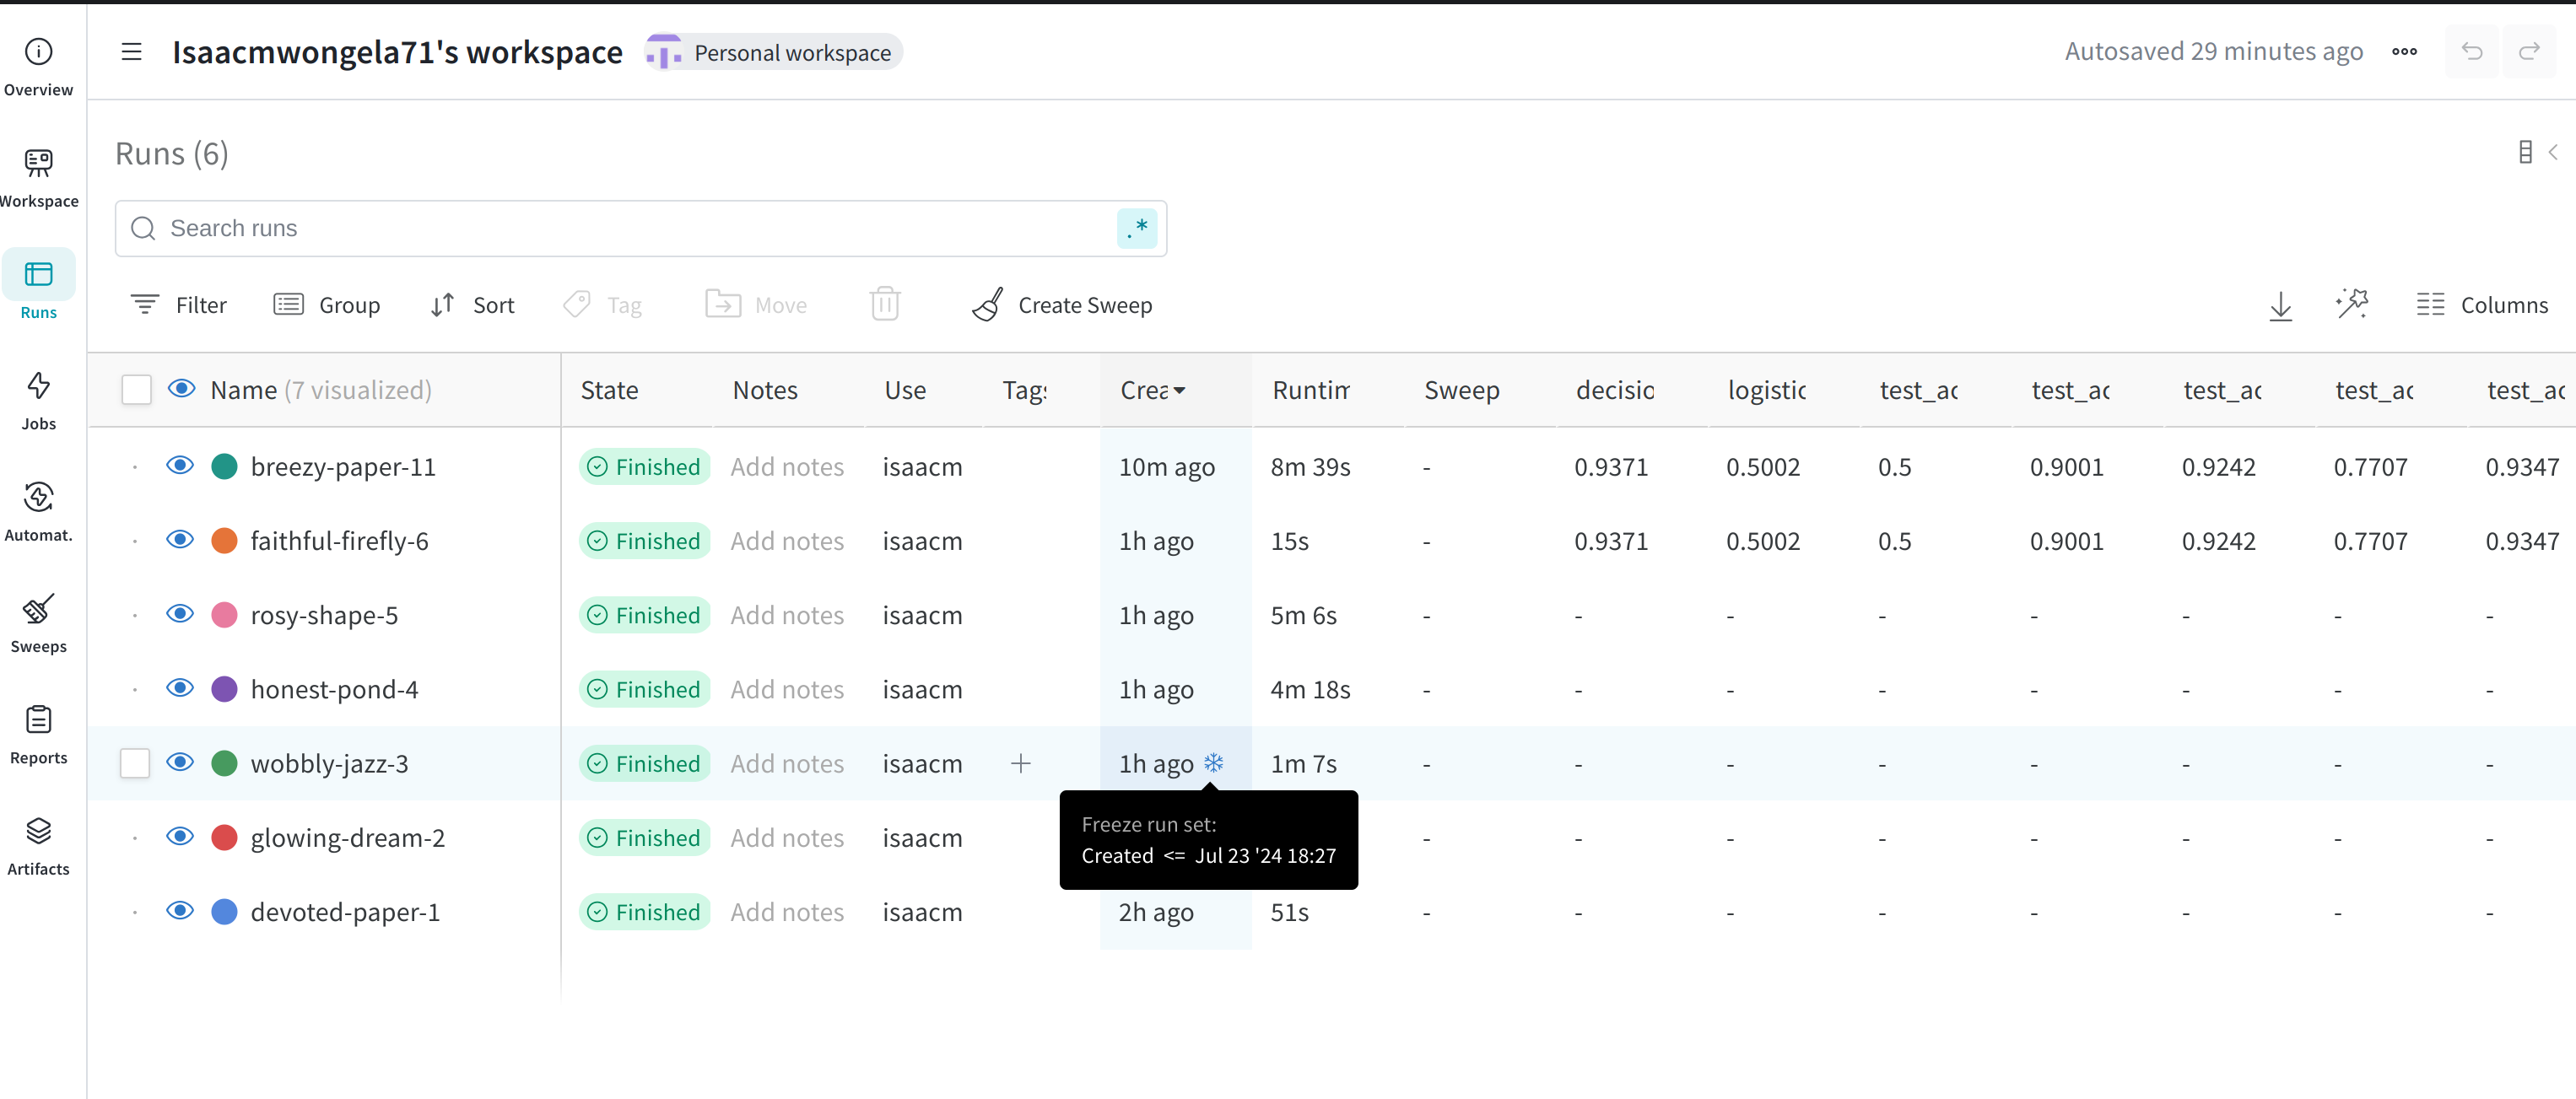 Isaacmwongela71's workspace Personal workspace Autosaved 29 minutes ago
Overview
Workspace
Runs
Jobs
Automat.
Sweeps
Reports
Artifacts
Runs (6)
Search runs .*
Filter Group Sort Tag Move Create Sweep Columns
Name (7 visualized) State Notes Use Tags Crea Runtim Sweep decisio logistic test_ac test_ac test_ac test_ac test_ac
breezy-paper-11 Finished Add notes isaacm 10m ago 8m 39s - 0.9371 0.5002 0.5 0.9001 0.9242 0.7707 0.9347
faithful-firefly-6 Finished Add notes isaacm 1h ago 15s - 0.9371 0.5002 0.5 0.9001 0.9242 0.7707 0.9347
rosy-shape-5 Finished Add notes isaacm 1h ago 5m 6s - - - - - - - -
honest-pond-4 Finished Add notes isaacm 1h ago 4m 18s - - - - - - - -
wobbly-jazz-3 Finished Add notes isaacm + 1h ago 1m 7s - - - - - - - -
Freeze run set:
Created <= Jul 23 '24 18:27
glowing-dream-2 Finished Add notes isaacm - - - - - - - -
devoted-paper-1 Finished Add notes isaacm 2h ago 51s - - - - - - - -